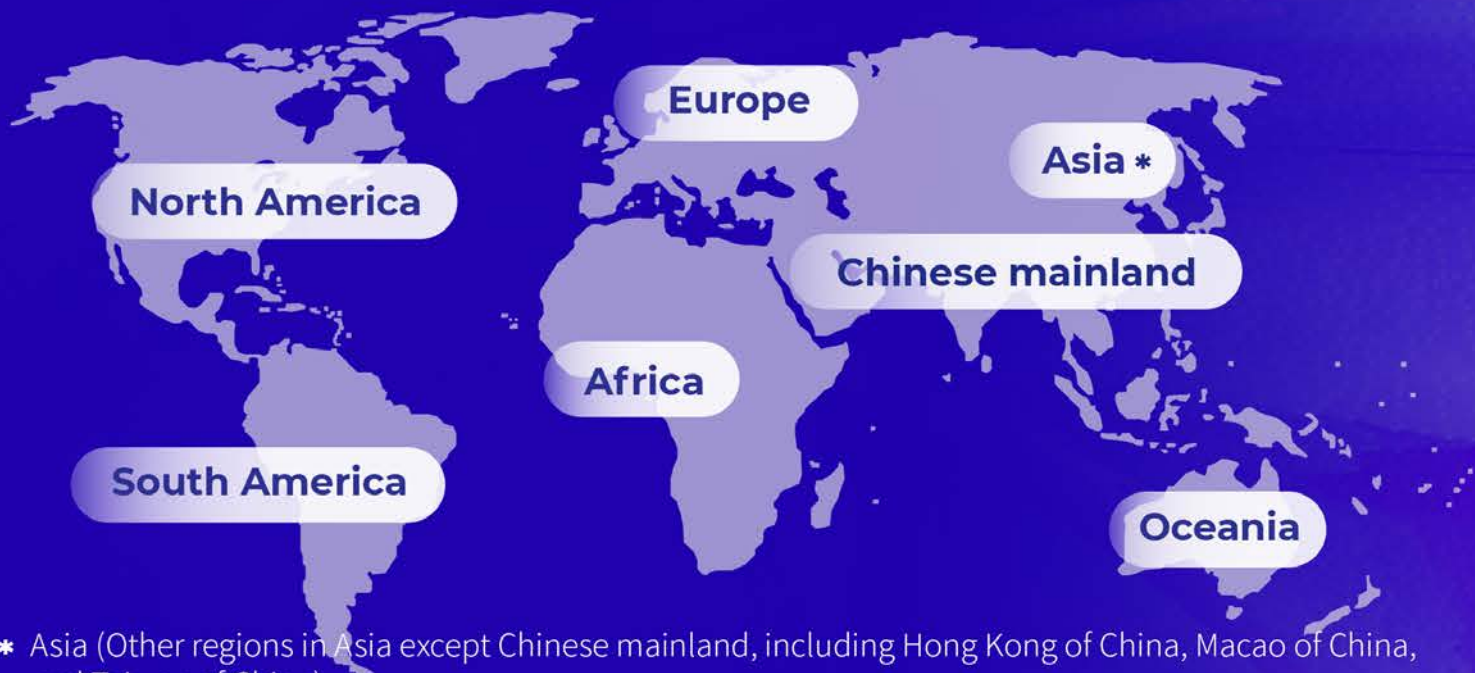 Europe
Asia *
North America
Chinese mainland
Africa
South America
Oceania
* Asia (Other regions in Asia except Chinese mainland, including Hong Kong of China, Macao of China,